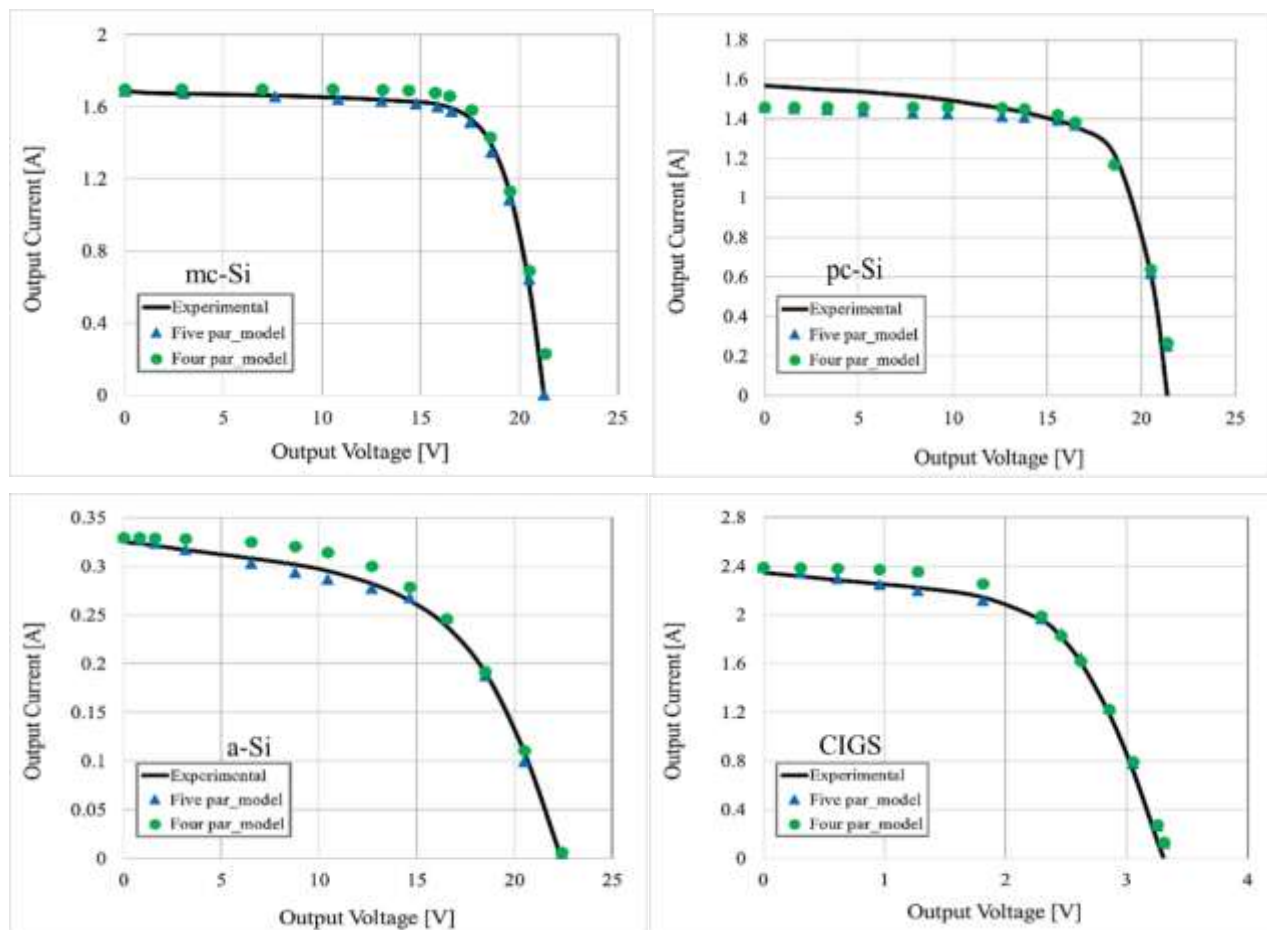 2
1.6
1.2
0.8
0.4
0
Output Current [A]
mc-Si
Experimental
Five par_model
Four par_model
0 5 10 15 20 25
Output Voltage [V]
1.8
1.6
1.4
1.2
1
0.8
0.6
0.4
0.2
0
Output Current [A]
pc-Si
Experimental
Five par_model
Four par_model
0 5 10 15 20 25
Output Voltage [V]
0.35
0.3
0.25
0.2
0.15
0.1
0.05
0
Output Current [A]
a-Si
Experimental
Five par_model
Four par_model
0 5 10 15 20 25
Output Voltage [V]
2.8
2.4
2
1.6
1.2
0.8
0.4
0
Output Current [A]
CIGS
Experimental
Five par_model
Four par_model
0 1 2 3 4
Output Voltage [V]